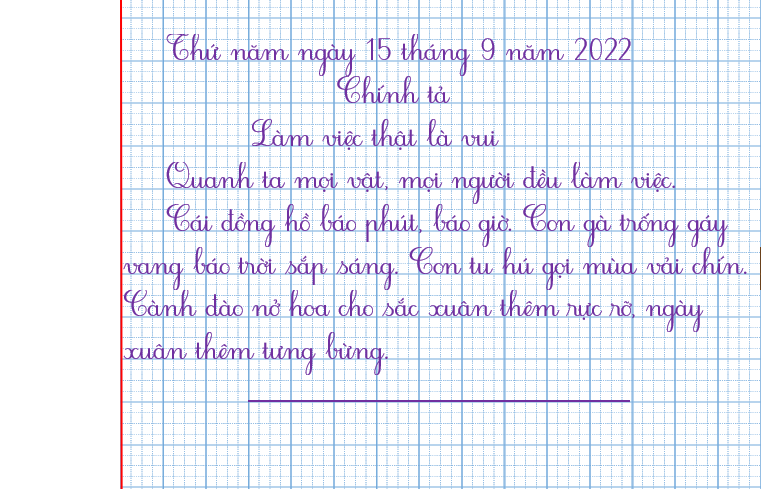 Thứ năm ngày 15 tháng 9 năm 2022
Chính tả
Làm việc thật là vui
Quanh ta mọi vật, mọi người đều làm việc.
Cái đồng hồ báo phút, báo giờ. Con gà trống gáy
vang báo trời sắp sáng. Con tu hú gọi mùa vải chín.
Cành đào nở hoa cho sắc xuân thêm rực rỡ, ngày
xuân thêm tưng bừng.